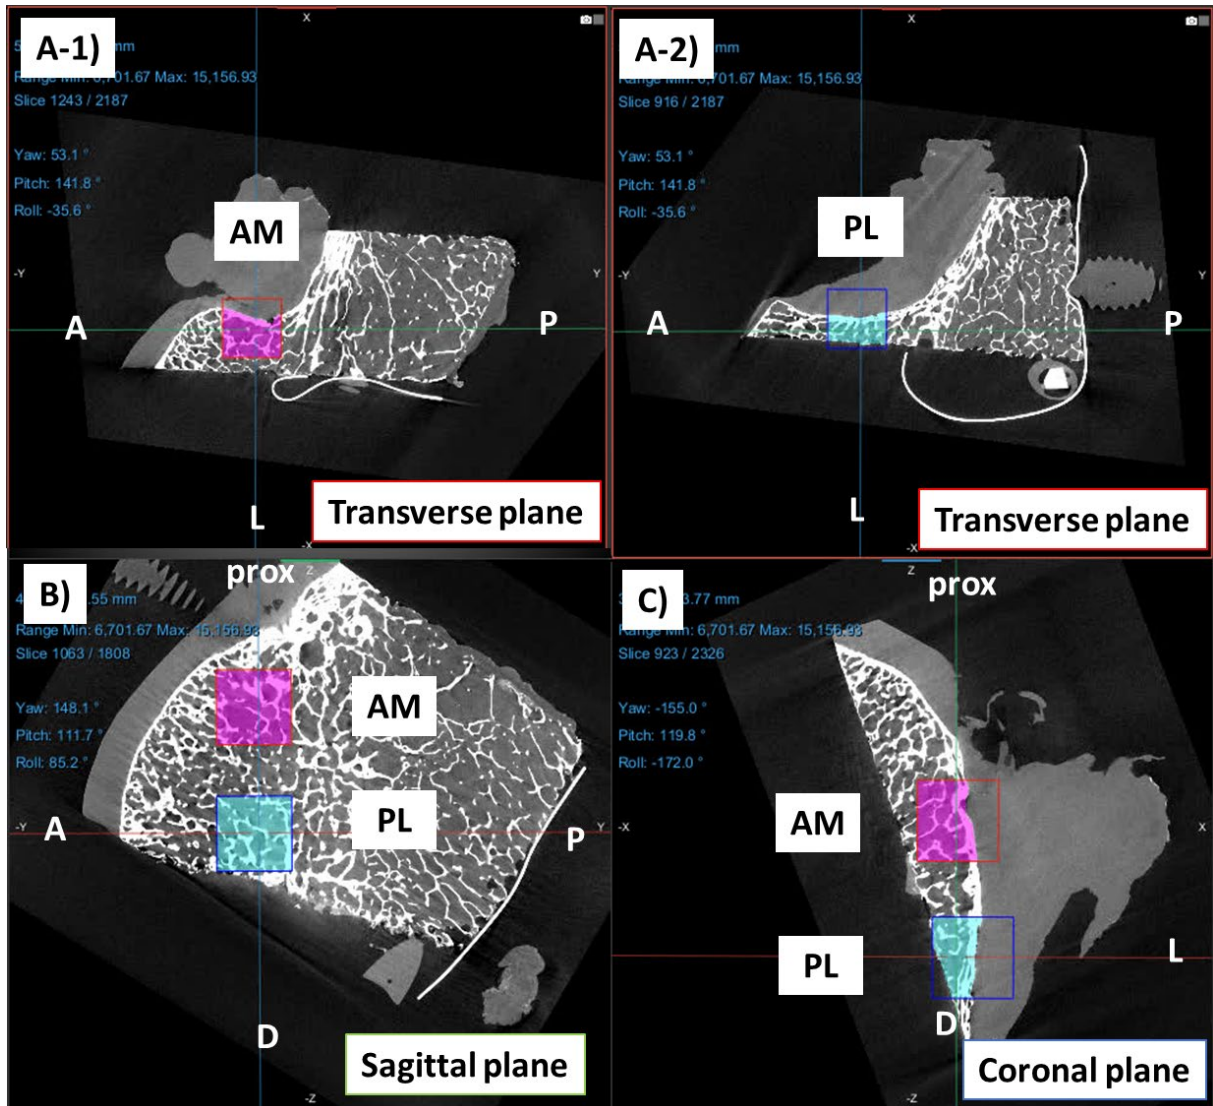 A-1)
X
mm
Range Min: 6,701.67 Max: 15,156.93
Slice 1243 / 2187
Yaw: 53.1 °
Pitch: 141.8 °
Roll: -35.6 °
AM
-Y
Y
A
P
L
Transverse plane
-X
A-2)
X
mm
Max: 15,156.93
Slice 916 / 2187
Yaw: 53.1 °
Pitch: 141.8 °
Roll: -35.6 °
PL
-Y
Y
A
P
L
Transverse plane
-X
B)
prox
Z
.55 mm
Range Min: 6,701.67 Max: 15,156.93
Slice 1063 / 1808
Yaw: 148.1 °
Pitch: 111.7 °
Roll: 85.2 °
AM
PL
-Y
A
P
Y
D
Sagittal plane
-Z
C)
Z
prox
3.77 mm
Range Min: 6,701.67 Max: 15,156.93
Slice 923 / 2326
Yaw: -155.0 °
Pitch: 119.8 °
Roll: -172.0 °
AM
-X
X
PL
L
D
Coronal plane
-Z